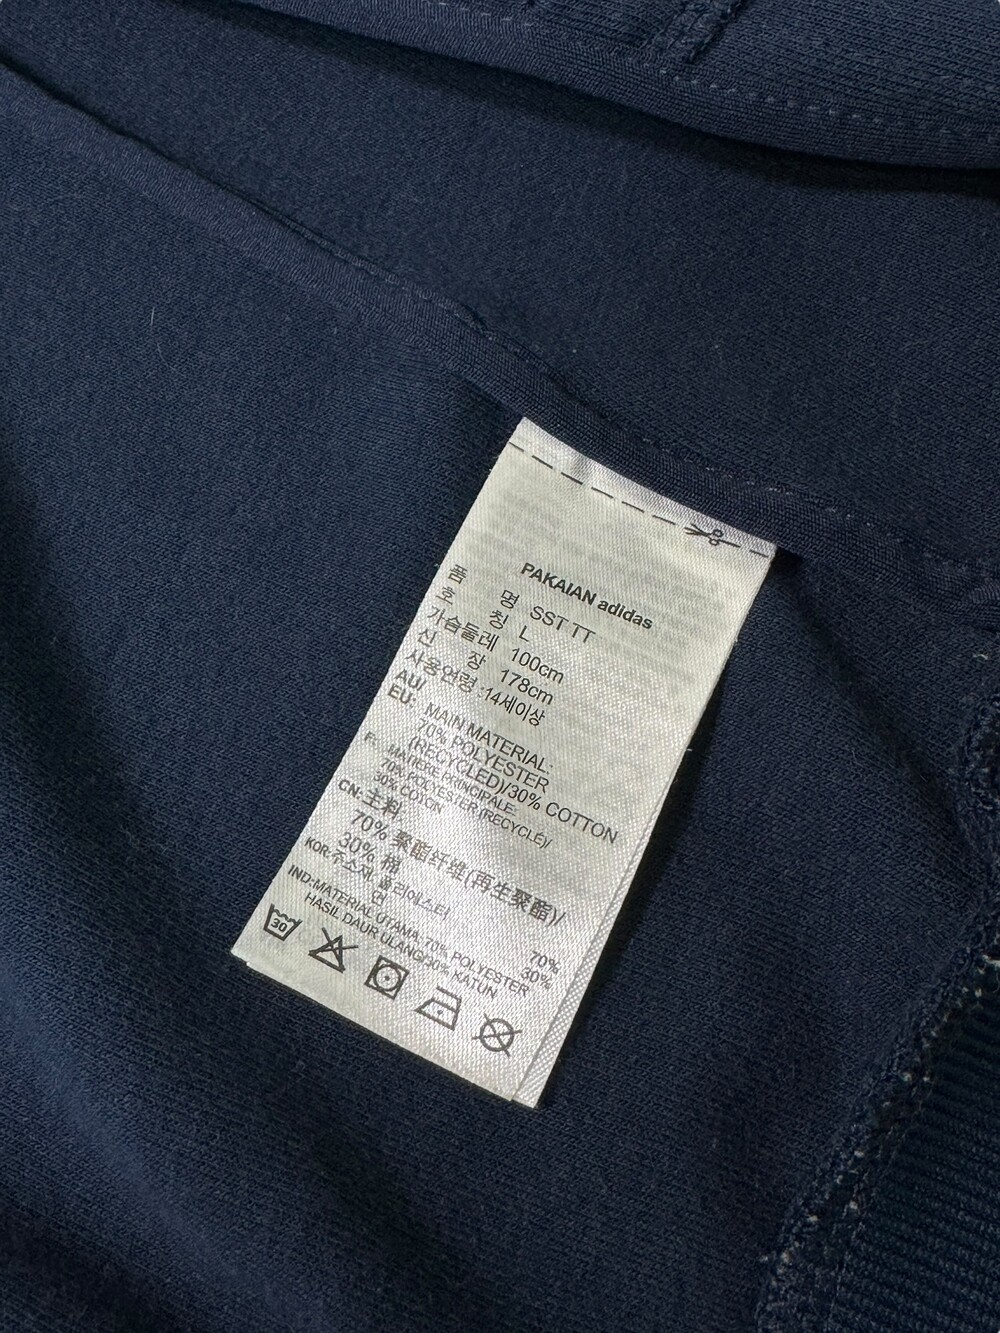 PAKAIAN adidas
품 명 SST TT
호 칭 L
가슴둘레 100cm
신 장 178cm
사용연령 :14세이상
AU/
EU: MAIN MATERIAL:
70% POLYESTER
(RECYCLED)/30% COTTON
F: MATIÈRE PRINCIPALE:
70% POLYESTER (RECYCLÉ)/
30% COTON
CN: 主料
70% 聚酯纤维(再生聚酯)/
30% 棉
KOR:주소재: 폴리에스터 70%
면 30%
IND:MATERIAL UTAMA: 70% POLYESTER
HASIL DAUR ULANG/30% KATUN
30